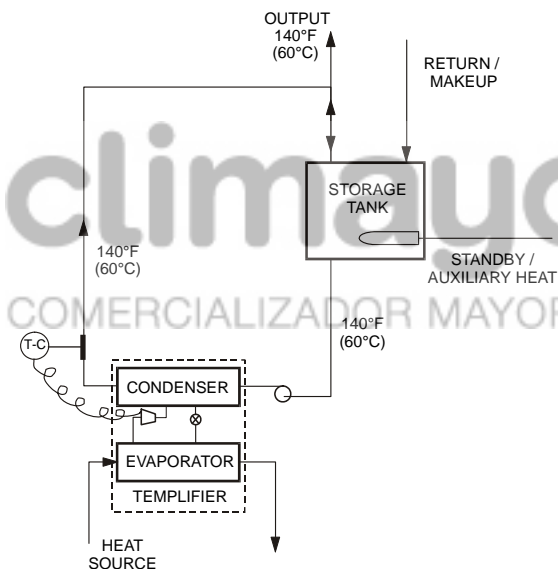 OUTPUT
140°F
(60°C)
RETURN /
MAKEUP
climayo
STORAGE
TANK
140°F
(60°C)
STANDBY /
AUXILIARY HEAT
COMERCIALIZADOR MAYOR
140°F
(60°C)
T-C
CONDENSER
EVAPORATOR
TEMPLIFIER
HEAT
SOURCE